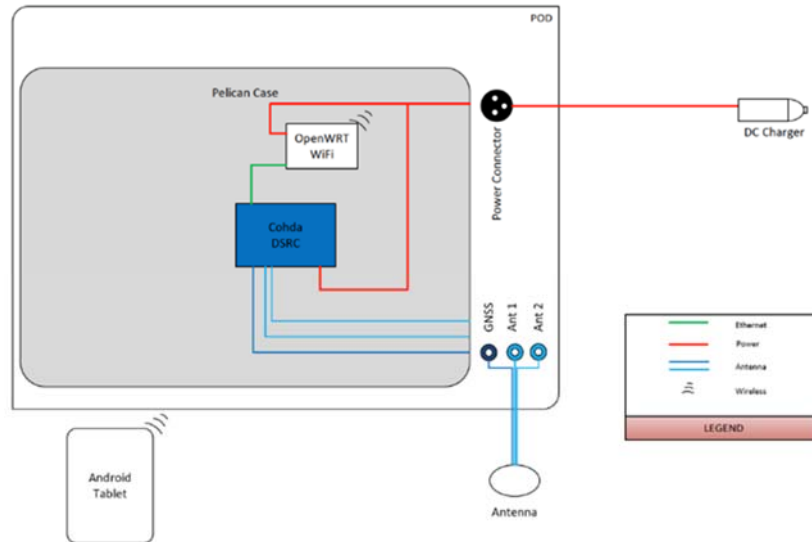 POD
Pelican Case
OpenWRT
WiFi
Power Connector
DC Charger
Cohda
DSRC
GNSS
Ant 1
Ant 2
Ethernet
Power
Antenna
Wireless
LEGEND
Android
Tablet
Antenna